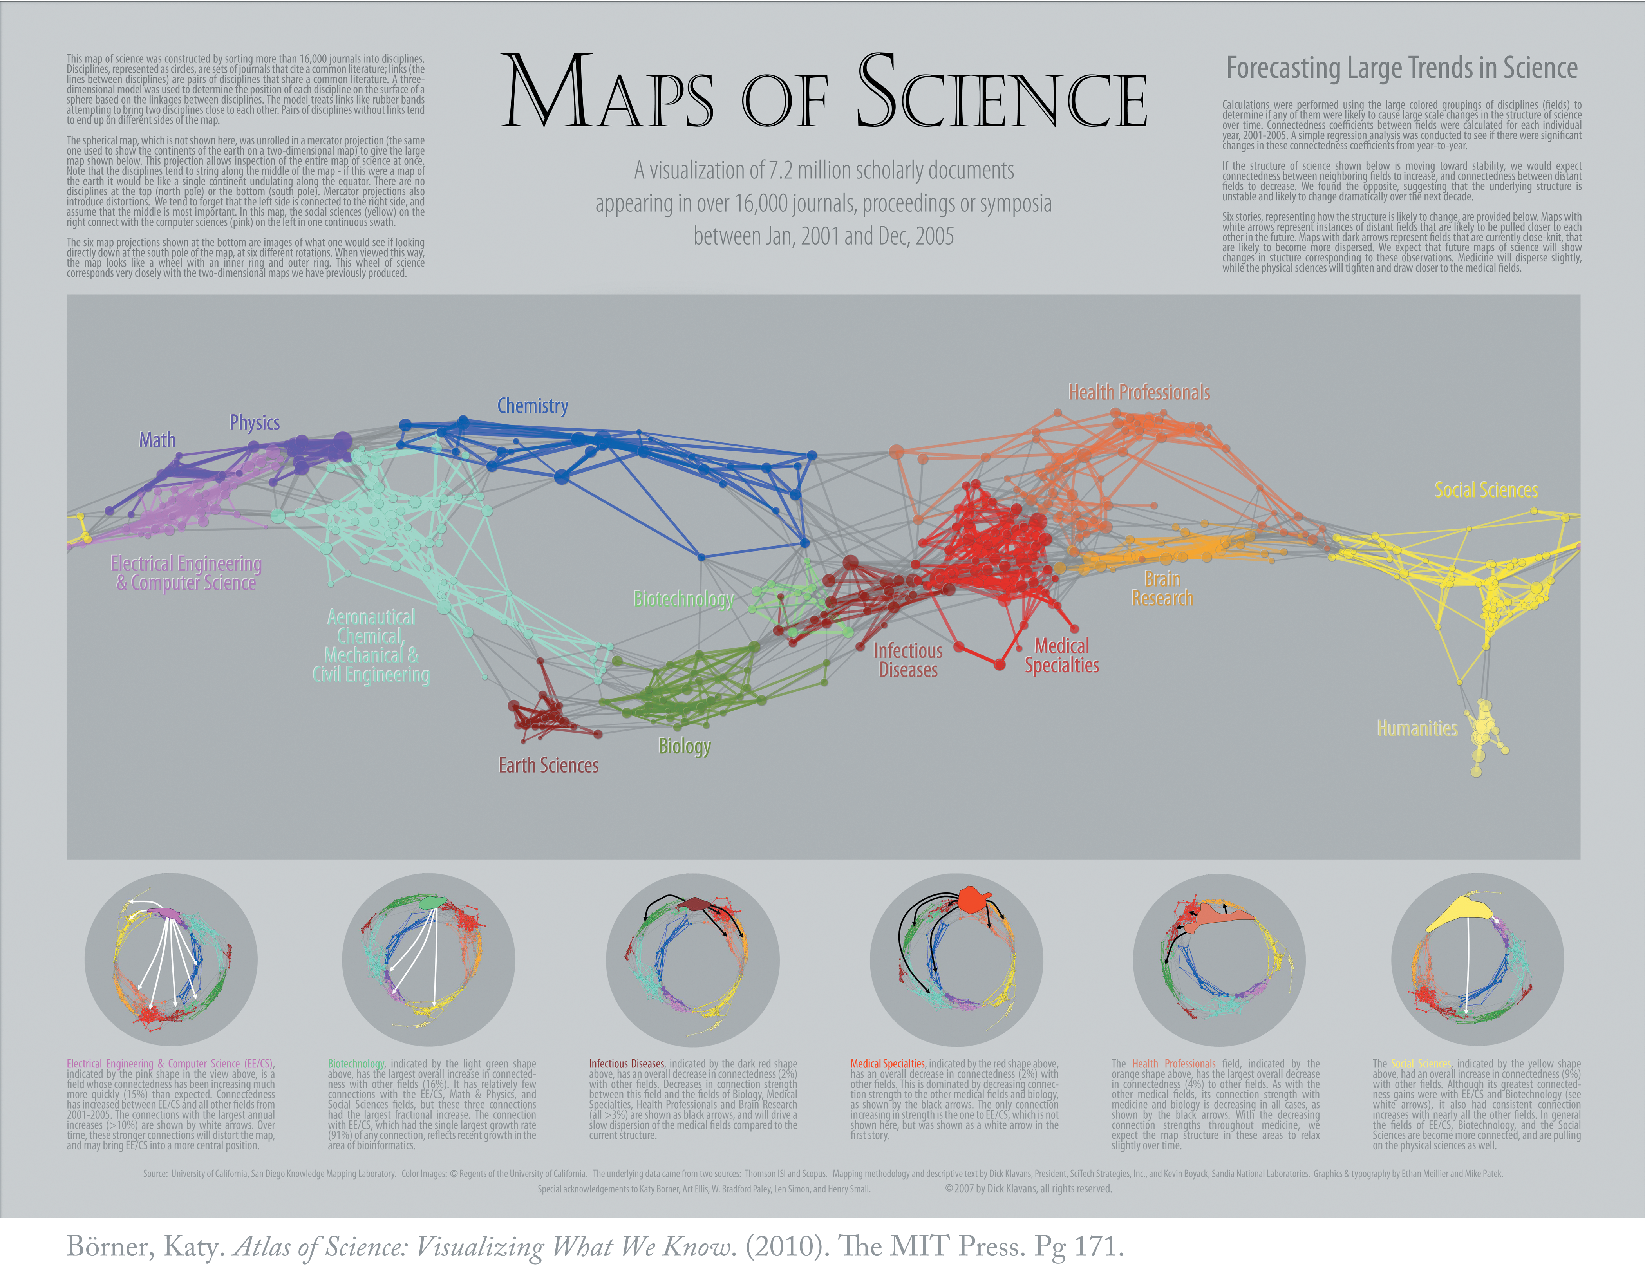 This map of science was constructed by sorting more than 16,000 journals into disciplines.
Disciplines, represented as circles, are sets of journals that cite a common literature; links (the
lines between disciplines) are pairs of disciplines that share a common literature. A three-
dimensional model was used to determine the position of each discipline on the surface of a
sphere based on the linkages between disciplines. The model treats links like rubber bands
attempting to bring two disciplines close to each other. Pairs of disciplines without links tend
to end up on different sides of the map.
The spherical map, which is not shown here, was unrolled in a mercator projection (the same
one used to show the continents of the earth on a two-dimensional map) to give the large
map shown below. This projection allows inspection of the entire map of science at once.
Note that the disciplines tend to string along the middle of the map - if this were a map of
the earth it would be like a single continent undulating along the equator. There are no
disciplines at the top (north pole) or the bottom (south pole). Mercator projections also
introduce distortions. We tend to forget that the left side is connected to the right side, and
assume that the middle is most important. In this map, the social sciences (yellow) on the
right connect with the computer sciences (pink) on the left in one continuous swath.
The six map projections shown at the bottom are images of what one would see if looking
directly down at the south pole of the map, at six different rotations. When viewed this way,
the map looks like a wheel with an inner ring and outer ring. This wheel of science
corresponds very closely with the two-dimensional maps we have previously produced.
MAPS OF SCIENCE
A visualization of 7.2 million scholarly documents
appearing in over 16,000 journals, proceedings or symposia
between Jan, 2001 and Dec, 2005
Forecasting Large Trends in Science
Calculations were performed using the large colored groupings of disciplines (fields) to
determine if any of them were likely to cause large scale changes in the structure of science
over time. Connectedness coefficients between fields were calculated for each individual
year, 2001-2005. A simple regression analysis was conducted to see if there were significant
changes in these connectedness coefficients from year-to-year.
If the structure of science shown below is moving toward stability, we would expect
connectedness between neighboring fields to increase, and connectedness between distant
fields to decrease. We found the opposite, suggesting that the underlying structure is
unstable and likely to change dramatically over the next decade.
Six stories, representing how the structure is likely to change, are provided below. Maps with
white arrows represent instances of distant fields that are likely to be pulled closer to each
other in the future. Maps with dark arrows represent fields that are currently close-knit, that
are likely to become more dispersed. We expect that future maps of science will show
changes in stucture corresponding to these observations. Medicine will disperse slightly,
while the physical sciences will tighten and draw closer to the medical fields.
Math
Physics
Chemistry
Health Professionals
Social Sciences
Electrical Engineering
& Computer Science
Aeronautical
Chemical,
Mechanical &
Civil Engineering
Biotechnology
Brain
Research
Infectious
Diseases
Medical
Specialties
Earth Sciences
Biology
Humanities
Electrical Engineering & Computer Science (EE/CS),
indicated by the pink shape in the view above, is a
field whose connectedness has been increasing much
more quickly (15%) than expected. Connectedness
has increased between EE/CS and all other fields from
2001-2005. The connections with the largest annual
increases (>10%) are shown by white arrows. Over
time, these stronger connections will distort the map,
and may bring EE/CS into a more central position.
Biotechnology, indicated by the light green shape
above, has the largest overall increase in connected-
ness with other fields (16%). It has relatively few
connections with the EE/CS, Math & Physics, and
Social Sciences fields, but these three connections
had the largest fractional increase. The connection
with EE/CS, which had the single largest growth rate
(91%) of any connection, reflects recent growth in the
area of bioinformatics.
Infectious Diseases, indicated by the dark red shape
above, has an overall decrease in connectedness (2%)
with other fields. Decreases in connection strength
between this field and the fields of Biology, Medical
Specialties, Health Professionals and Brain Research
(all >3%) are shown as black arrows, and will drive a
slow dispersion of the medical fields compared to the
current structure.
Medical Specialties, indicated by the red shape above,
has an overall decrease in connectedness (2%) with
other fields. This is dominated by decreasing connec-
tion strength to the other medical fields and biology,
as shown by the black arrows. The only connection
increasing in strength is the one to EE/CS, which is not
shown here, but was shown as a white arrow in the
first story.
The Health Professionals field, indicated by the
orange shape above, has the largest overall decrease
in connectedness (4%) to other fields. As with the
other medical fields, its connection strength with
medicine and biology is decreasing in all cases, as
shown by the black arrows. With the decreasing
connection strengths throughout medicine, we
expect the map structure in these areas to relax
slightly over time.
The Social Sciences, indicated by the yellow shape
above, had an overall increase in connectedness (9%)
with other fields. Although its greatest connected-
ness gains were with EE/CS and Biotechnology (see
white arrows), it also had consistent connection
increases with nearly all the other fields. In general
the fields of EE/CS, Biotechnology, and the Social
Sciences are become more connected, and are pulling
on the physical sciences as well.
Source: University of California, San Diego Knowledge Mapping Laboratory. Color Images: © Regents of the University of California. The underlying data came from two sources: Thomson ISI and Scopus. Mapping methodology and descriptive text by Dick Klavans, President, SciTech Strategies, Inc., and Kevin Boyack, Sandia National Laboratories. Graphics & typography by Ethan Meillier and Mike Patek.
Special acknowledgements to Katy Borner, Art Ellis, W. Bradford Paley, Len Simon, and Henry Small. ©2007 by Dick Klavans, all rights reserved.
Börner, Katy. Atlas of Science: Visualizing What We Know. (2010). The MIT Press. Pg 171.